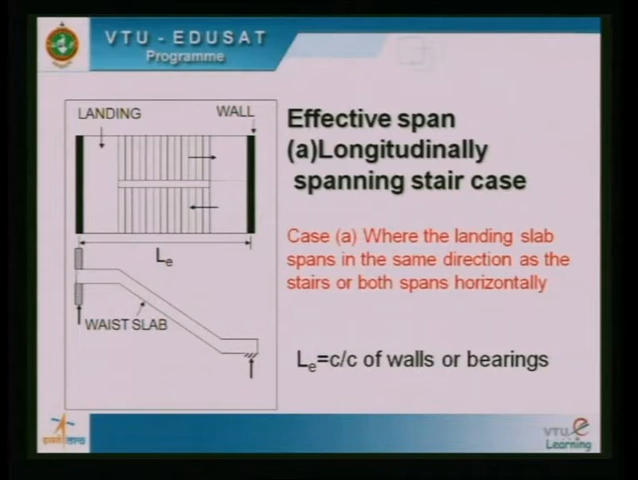 VTU - EDUSAT
Programme
LANDING
WALL
Le
WAIST SLAB
Effective span
(a)Longitudinally
spanning stair case
Case (a) Where the landing slab
spans in the same direction as the
stairs or both spans horizontally
Le=c/c of walls or bearings
इसरो isro
VTU e
Learning